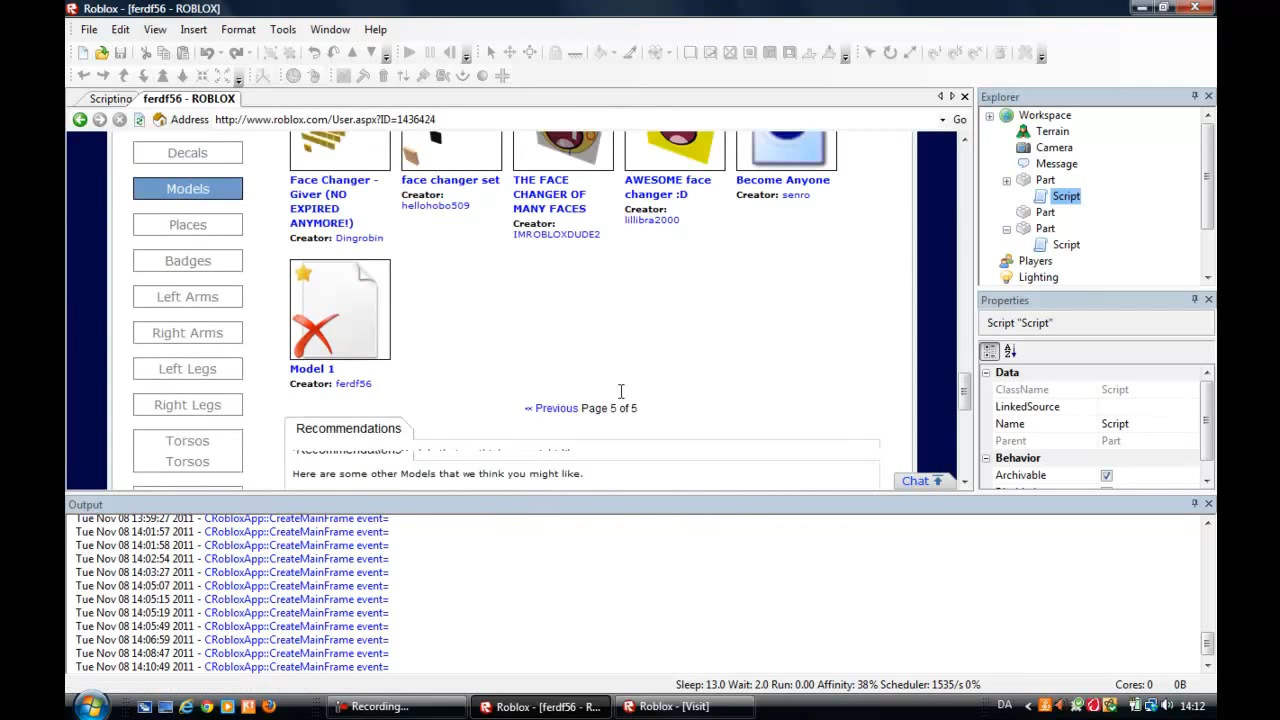 Roblox - [ferdf56 - ROBLOX]
File Edit View Insert Format Tools Window Help
Scripting ferdf56 - ROBLOX
Address http://www.roblox.com/User.aspx?ID=1436424 Go
Decals
Models
Places
Badges
Left Arms
Right Arms
Left Legs
Right Legs
Torsos
Torsos
Face Changer -
Giver (NO
EXPIRED
ANYMORE!)
Creator: Dingrobin
face changer set
Creator:
hellohobo509
THE FACE
CHANGER OF
MANY FACES
Creator:
IMROBLOXDUDE2
AWESOME face
changer :D
Creator:
lillibra2000
Become Anyone
Creator: senro
Model 1
Creator: ferdf56
<< Previous Page 5 of 5
Recommendations
Here are some other Models that we think you might like.
Chat
Explorer
Workspace
Terrain
Camera
Message
Part
Script
Part
Part
Script
Players
Lighting
Properties
Script "Script"
Data
ClassName Script
LinkedSource
Name Script
Parent Part
Behavior
Archivable
Output
Tue Nov 08 13:59:27 2011 - CRobloxApp::CreateMainFrame event=
Tue Nov 08 14:01:57 2011 - CRobloxApp::CreateMainFrame event=
Tue Nov 08 14:01:58 2011 - CRobloxApp::CreateMainFrame event=
Tue Nov 08 14:02:54 2011 - CRobloxApp::CreateMainFrame event=
Tue Nov 08 14:03:27 2011 - CRobloxApp::CreateMainFrame event=
Tue Nov 08 14:05:07 2011 - CRobloxApp::CreateMainFrame event=
Tue Nov 08 14:05:15 2011 - CRobloxApp::CreateMainFrame event=
Tue Nov 08 14:05:19 2011 - CRobloxApp::CreateMainFrame event=
Tue Nov 08 14:05:49 2011 - CRobloxApp::CreateMainFrame event=
Tue Nov 08 14:06:59 2011 - CRobloxApp::CreateMainFrame event=
Tue Nov 08 14:08:47 2011 - CRobloxApp::CreateMainFrame event=
Tue Nov 08 14:10:49 2011 - CRobloxApp::CreateMainFrame event=
Sleep: 13.0 Wait: 2.0 Run: 0.00 Affinity: 38% Scheduler: 1535/s 0% Cores: 0 0B
Recording... Roblox - [ferdf56 - R... Roblox - [Visit] DA 14:12